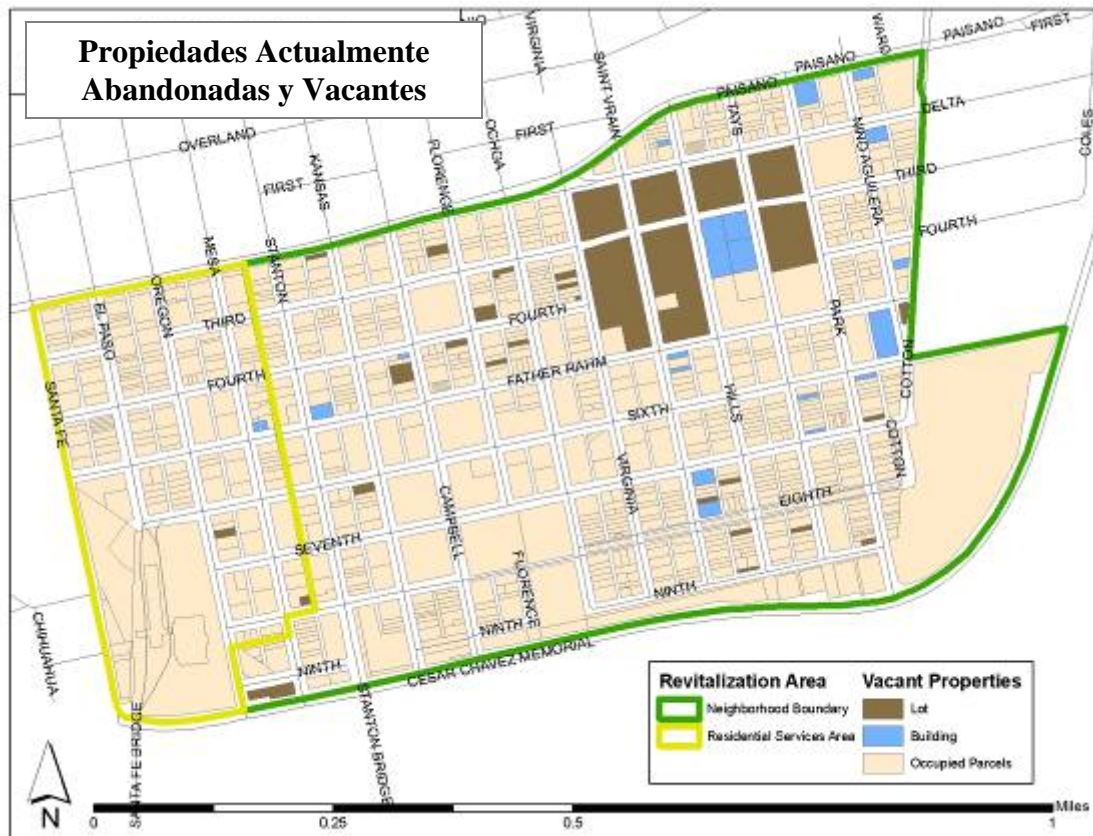 Propiedades Actualmente
Abandonadas y Vacantes
VIRGINIA
SAINT VRAIN
WARD
PAISANO
FIRST
PAISANO
PAISANO
OVERLAND
FIRST
KANSAS
FLORENCE
OCHOA
FIRST
TAYS
NINO AGUILERA
DELTA
COLES
THIRD
FOURTH
MESA
STANTON
OREGON
EL PASO
THIRD
FOURTH
SANTA FE
FOURTH
FATHER RAHM
SIXTH
PARK
HILLS
COTTON
COTTON
VIRGINIA
EIGHTH
CAMPBELL
SEVENTH
FLORENCE
NINTH
NINTH
NINTH
CESAR CHAVEZ MEMORIAL
CHIHUAHUA
SANTA FE BRIDGE
STANTON BRIDGE
Revitalization Area
Neighborhood Boundary
Residential Services Area
Vacant Properties
Lot
Building
Occupied Parcels
N
Miles
0
0.25
0.5
1